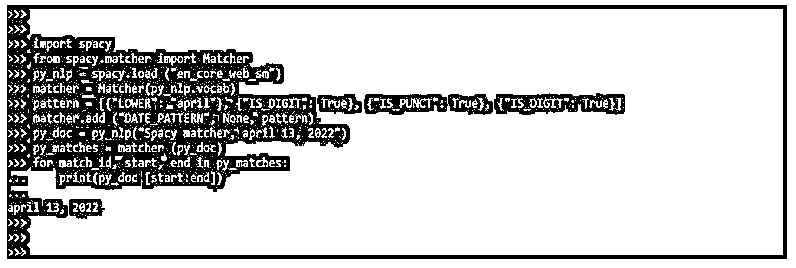 >>>
>>>
>>> import spacy
>>> from spacy.matcher import Matcher
>>> py_nlp = spacy.load ("en_core_web_sm")
>>> matcher = Matcher(py_nlp.vocab)
>>> pattern = [{"LOWER": "april"}, {"IS_DIGIT": True}, {"IS_PUNCT": True}, {"IS_DIGIT": True}]
>>> matcher.add ("DATE_PATTERN", None, pattern)
>>> py_doc = py_nlp("Spacy matcher, april 13, 2022")
>>> py_matches = matcher (py_doc)
>>> for match_id, start, end in py_matches:
...     print(py_doc [start:end])
...
april 13, 2022
>>>
>>>
>>>